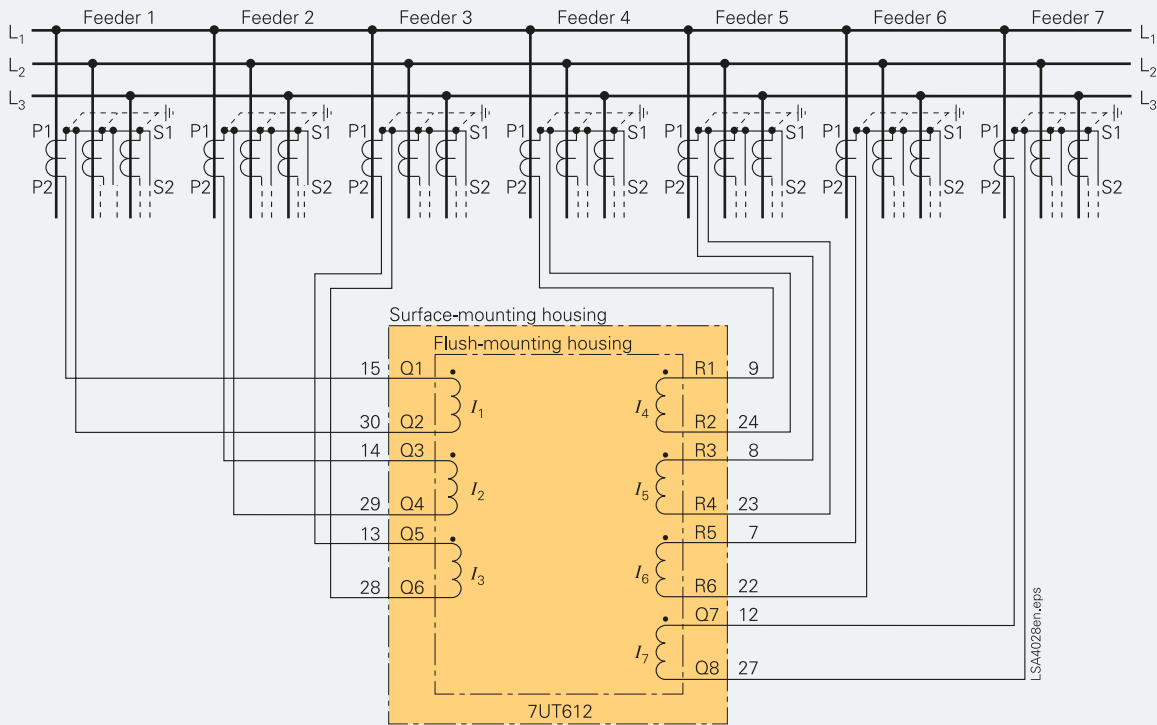 Feeder 1 Feeder 2 Feeder 3 Feeder 4 Feeder 5 Feeder 6 Feeder 7
L1 L1
L2 L2
L3 L3
P1 S1 P1 S1 P1 S1 P1 S1 P1 S1 P1 S1 P1 S1
P2 S2 P2 S2 P2 S2 P2 S2 P2 S2 P2 S2 P2 S2
Surface-mounting housing
Flush-mounting housing
15 Q1 R1 9
I1 I4
30 Q2 R2 24
14 Q3 R3 8
I2 I5
29 Q4 R4 23
13 Q5 R5 7
I3 I6
28 Q6 R6 22
Q7 12
I7
Q8 27
7UT612
LSA4028en.eps